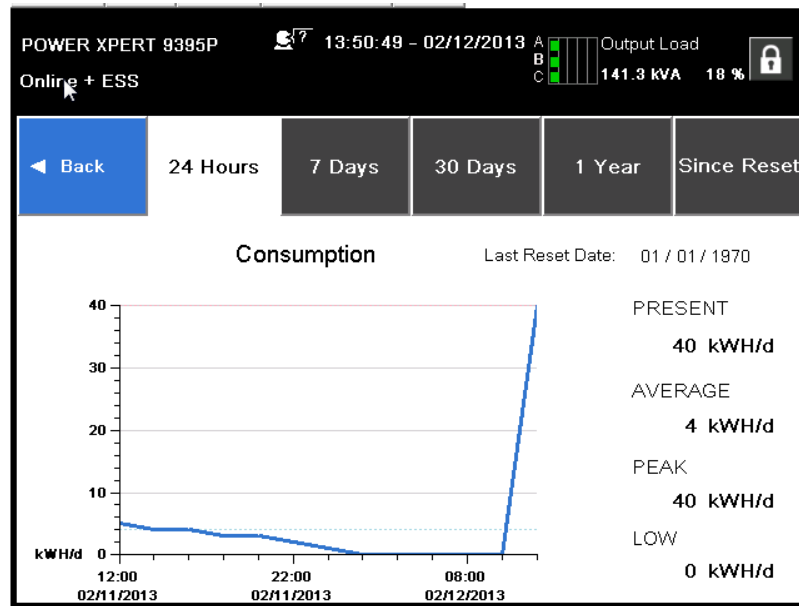 POWER XPERT 9395P
? 13:50:49 - 02/12/2013
Online + ESS
A
B
C
Output Load
141.3 kVA 18 %
Back
24 Hours
7 Days
30 Days
1 Year
Since Reset
Consumption
Last Reset Date: 01 / 01 / 1970
40
30
20
10
kWH/d 0
12:00
02/11/2013
22:00
02/11/2013
08:00
02/12/2013
PRESENT
40 kWH/d
AVERAGE
4 kWH/d
PEAK
40 kWH/d
LOW
0 kWH/d